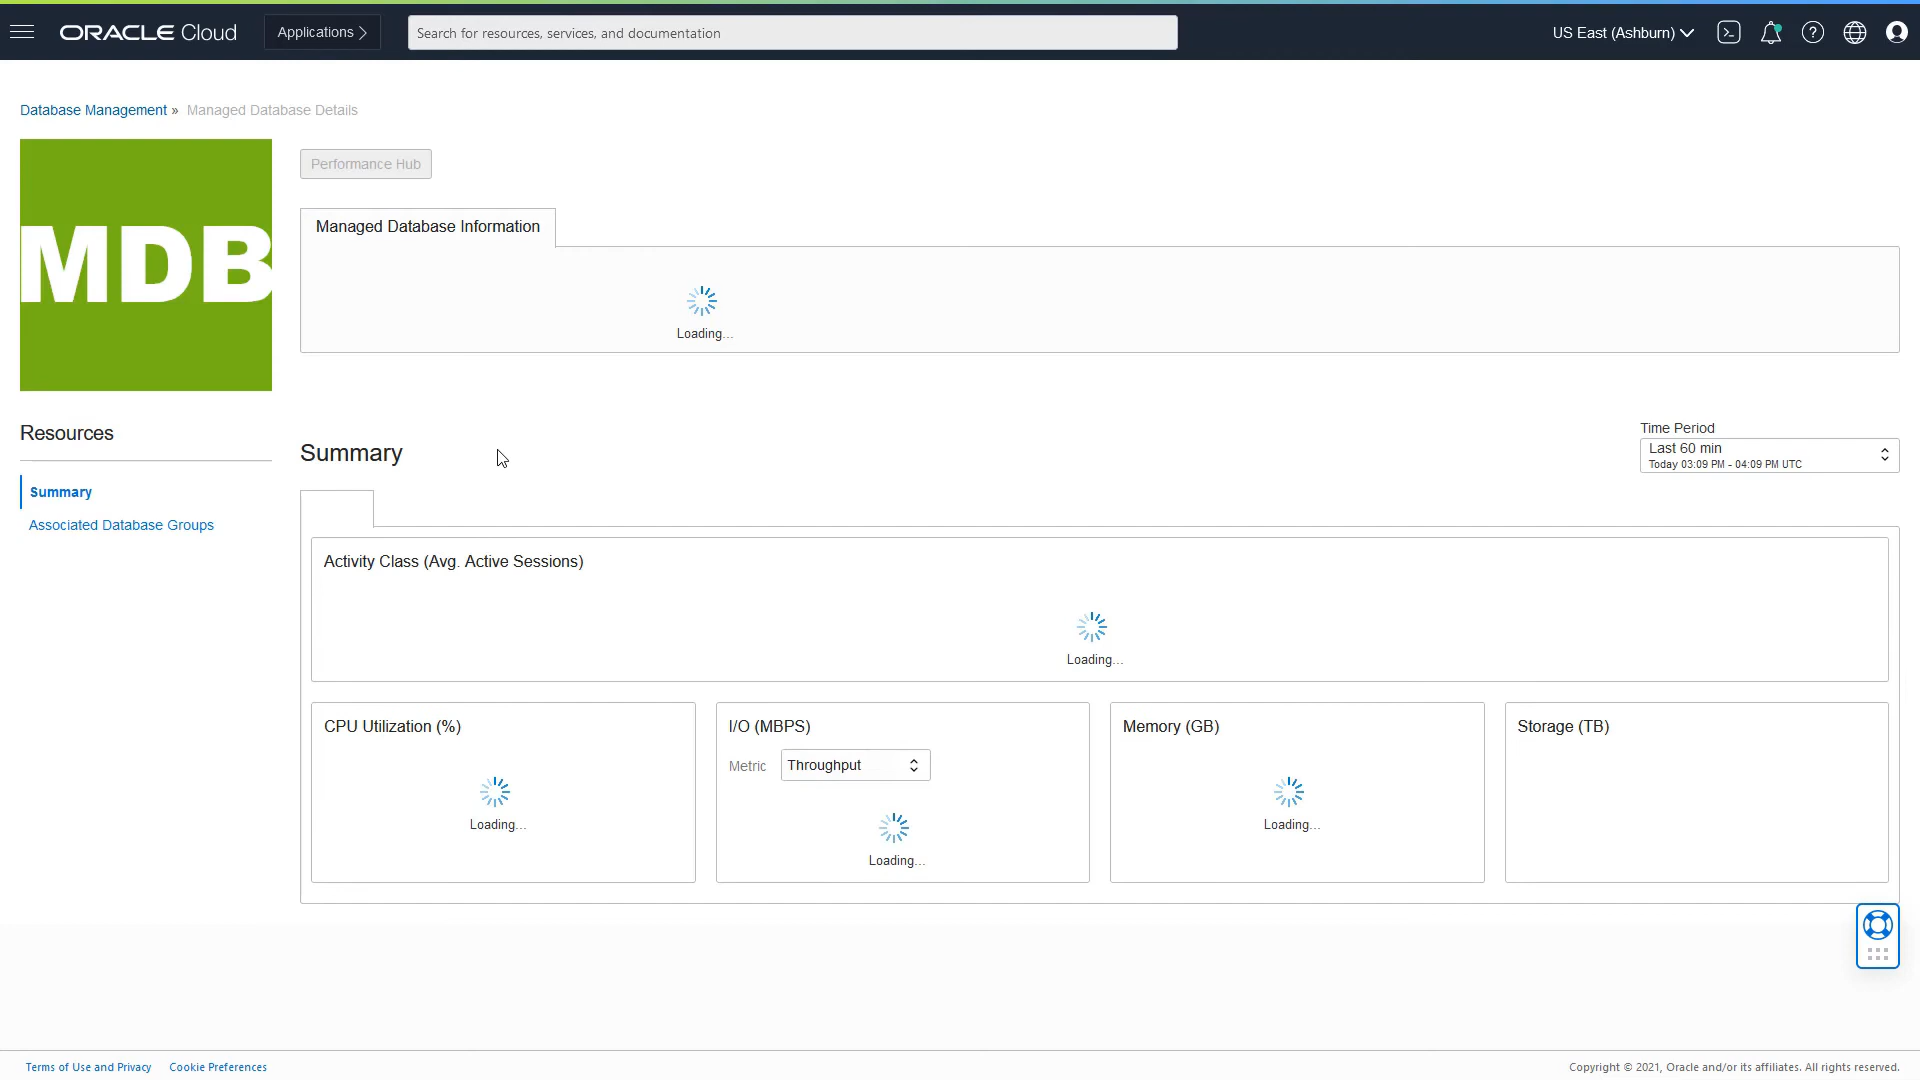 ORACLE Cloud
Applications
Search for resources, services, and documentation
US East (Ashburn)
Database Management » Managed Database Details
MDB
Performance Hub
Managed Database Information
Loading...
Resources
Summary
Associated Database Groups
Summary
Time Period
Last 60 min
Today 03:09 PM - 04:09 PM UTC
Activity Class (Avg. Active Sessions)
Loading...
CPU Utilization (%)
Loading...
I/O (MBPS)
Metric Throughput
Loading...
Memory (GB)
Loading...
Storage (TB)
Terms of Use and Privacy Cookie Preferences
Copyright © 2021, Oracle and/or its affiliates. All rights reserved.